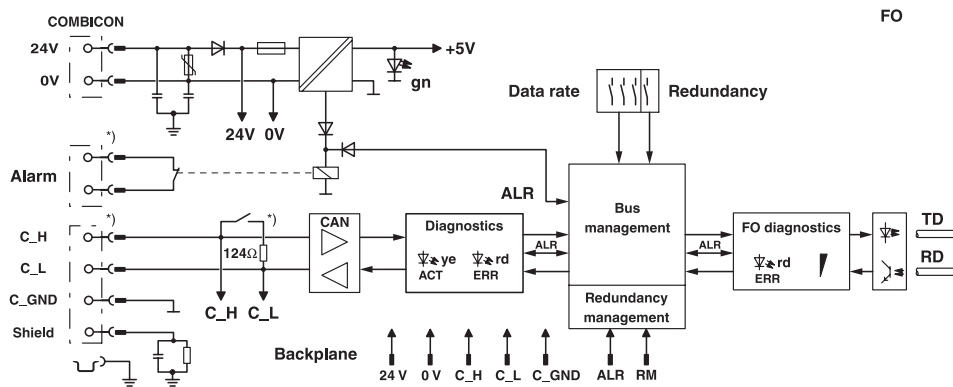 FO
COMBICON
24V
0V
+5V
gn
24V 0V
Data rate
Redundancy
*)
Alarm
ALR
*)
C_H
C_L
C_GND
Shield
*)
124Ω
C_H C_L
CAN
Diagnostics
ye
ACT
rd
ERR
ALR
Bus
management
Redundancy
management
ALR
FO diagnostics
rd
ERR
TD
RD
Backplane
24 V
0 V
C_H
C_L
C_GND
ALR
RM